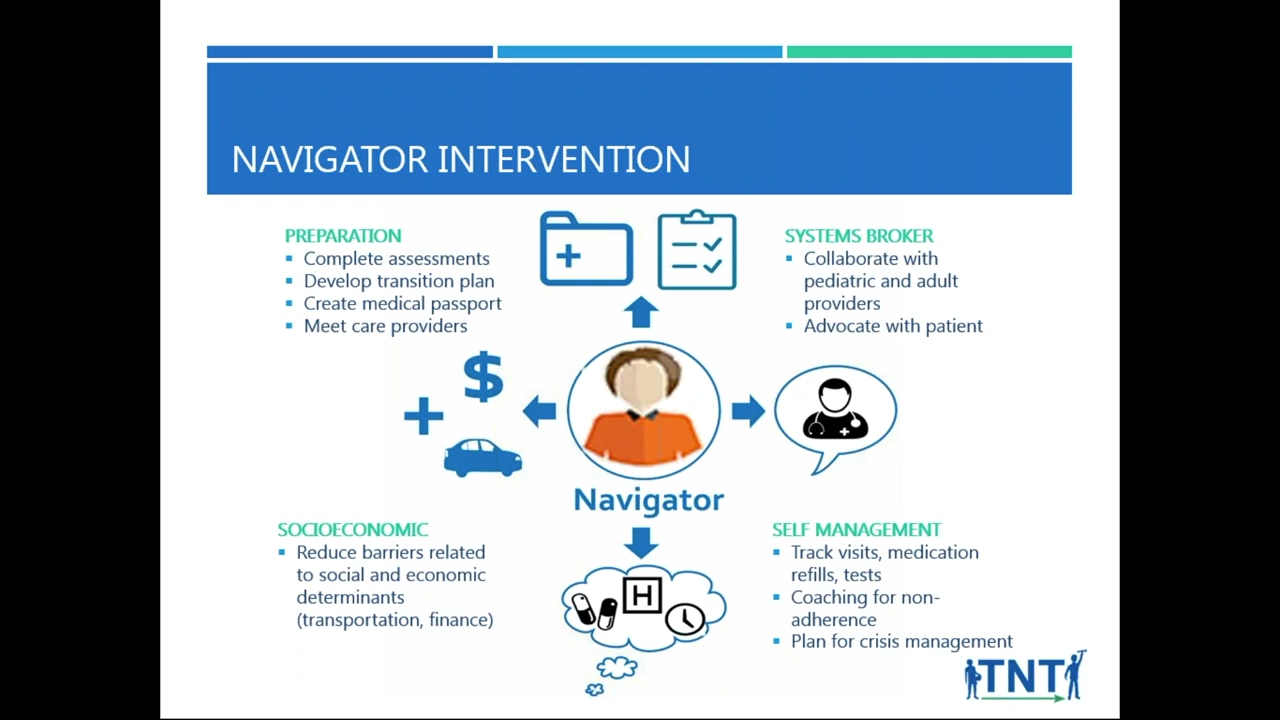 NAVIGATOR INTERVENTION
PREPARATION
▪ Complete assessments
▪ Develop transition plan
▪ Create medical passport
▪ Meet care providers
SYSTEMS BROKER
▪ Collaborate with
pediatric and adult
providers
▪ Advocate with patient
$
+
Navigator
SOCIOECONOMIC
▪ Reduce barriers related
to social and economic
determinants
(transportation, finance)
H
SELF MANAGEMENT
▪ Track visits, medication
refills, tests
▪ Coaching for non-
adherence
▪ Plan for crisis management
TNT